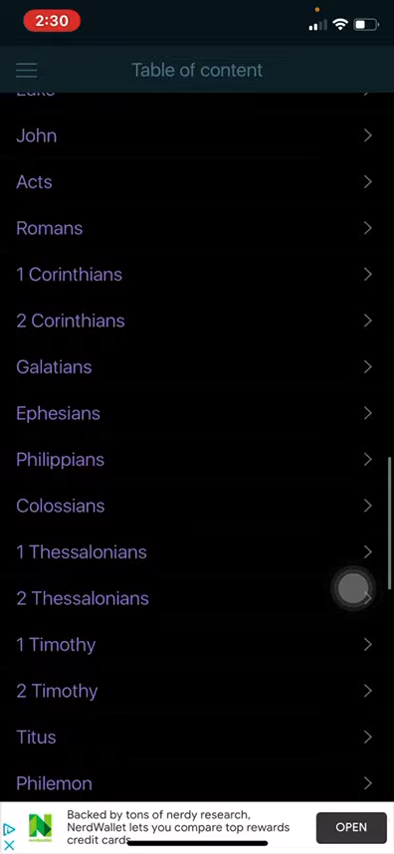 2:30
Table of content
Luke
John
Acts
Romans
1 Corinthians
2 Corinthians
Galatians
Ephesians
Philippians
Colossians
1 Thessalonians
2 Thessalonians
1 Timothy
2 Timothy
Titus
Philemon
Backed by tons of nerdy research,
NerdWallet lets you compare top rewards
credit cards
OPEN
nerdwallet